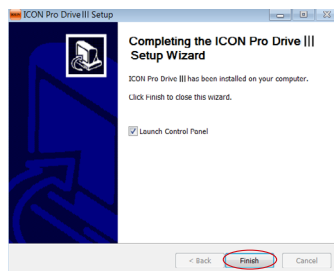 ICON Pro Drive III Setup
Completing the ICON Pro Drive |||
Setup Wizard
ICON Pro Drive ||| has been installed on your computer.
Click Finish to close this wizard.
Launch Control Panel
< Back Finish Cancel